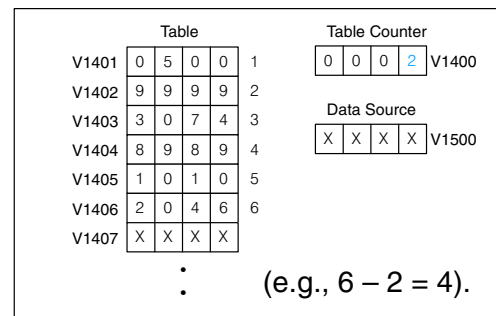 Table
V1401 0 5 0 0 1
V1402 9 9 9 9 2
V1403 3 0 7 4 3
V1404 8 9 8 9 4
V1405 1 0 1 0 5
V1406 2 0 4 6 6
V1407 X X X X
Table Counter
0 0 0 2 V1400
Data Source
X X X X V1500
(e.g., 6 – 2 = 4).